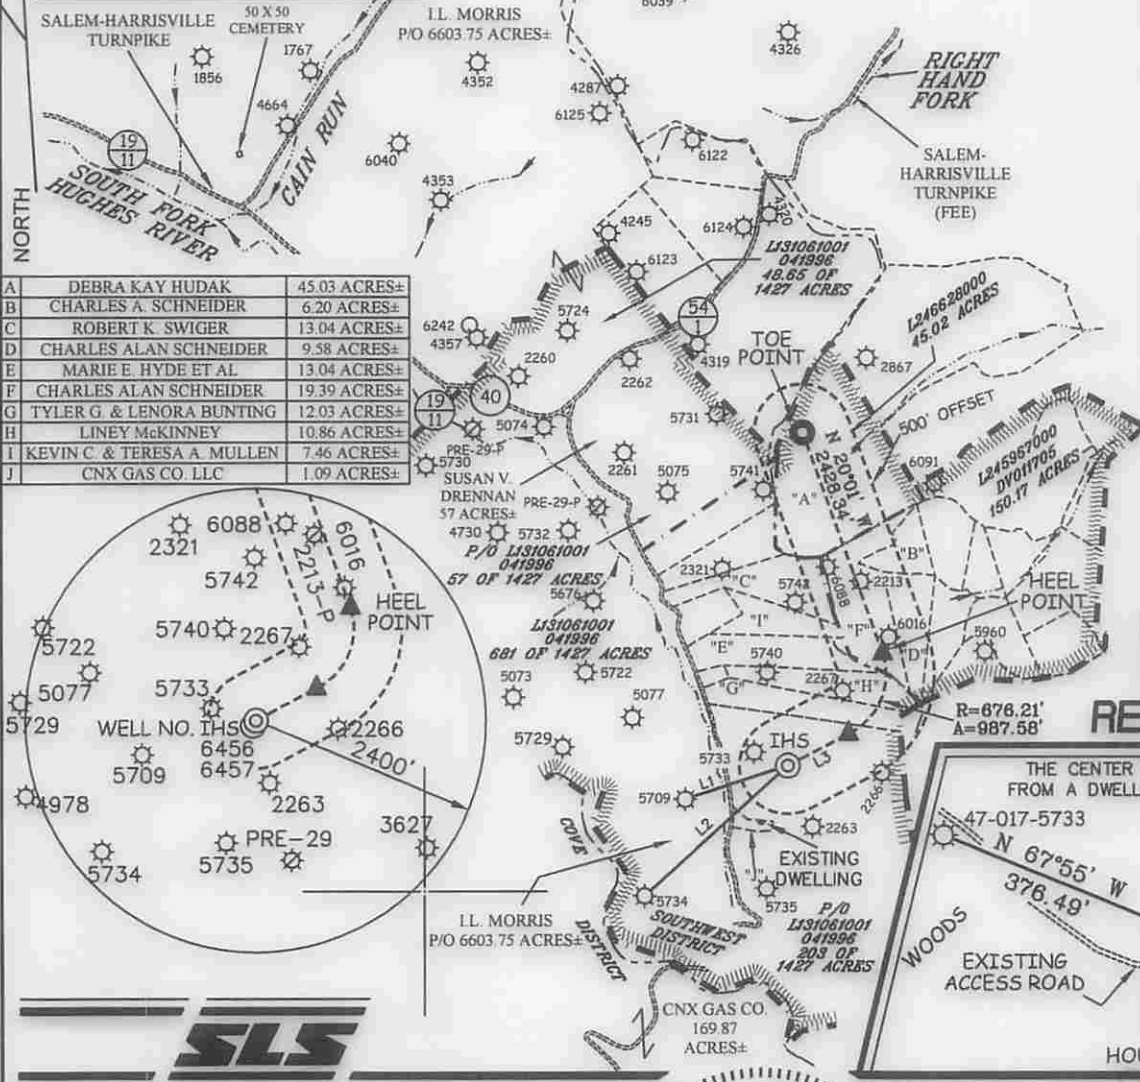 SALEM-HARRISVILLE
TURNPIKE
50 X 50
CEMETERY
I.L. MORRIS
P/O 6603.75 ACRES±
6039
4326
1856
1767
4352
4287
6125
RIGHT
HAND
FORK
4664
19
11
6040
CAIN RUN
6122
SALEM-
HARRISVILLE
TURNPIKE
(FEE)
SOUTH FORK
HUGHES RIVER
NORTH
4353
4245
6124
4320
6123
L131061001
041996
48.65 OF
1427 ACRES
A DEBRA KAY HUDAK 45.03 ACRES±
B CHARLES A. SCHNEIDER 6.20 ACRES±
C ROBERT K. SWIGER 13.04 ACRES±
D CHARLES ALAN SCHNEIDER 9.58 ACRES±
E MARIE E. HYDE ET AL 13.04 ACRES±
F CHARLES ALAN SCHNEIDER 19.39 ACRES±
G TYLER G. & LENORA BUNTING 12.03 ACRES±
H LINEY McKINNEY 10.86 ACRES±
I KEVIN C. & TERESA A. MULLEN 7.46 ACRES±
J CNX GAS CO. LLC 1.09 ACRES±
6242
4357
5724
2260
54
1
4319
2262
TOE
POINT
2867
L246628000
45.02 ACRES
19
11
40
5074
PRE-29-P
5730
5731
500' OFFSET
N 20°01' W
2428.34'
6091
L245957000
DV011705
150.17 ACRES
SUSAN V.
DRENNAN
57 ACRES±
2261
5075
5741
"A"
PRE-29-P
4730
5732
P/O L131061001
041996
57 OF 1427 ACRES
2321
"C"
5742
6088
2213
"B"
HEEL
POINT
5676
L131061001
041996
681 OF 1427 ACRES
"I"
"F"
6016
"D"
5960
"E"
5740
"G"
2267
"H"
5073
5722
5077
5729
R=676.21'
A=987.58'
RE
5733
IHS
L3
L1
5709
L2
2266
2263
EXISTING
DWELLING
"J"
5735
5734
COVE
DISTRICT
SOUTHWEST
DISTRICT
P/O
L131061001
041996
203 OF
1427 ACRES
I.L. MORRIS
P/O 6603.75 ACRES±
CNX GAS CO.
169.87
ACRES±
6088
2321
5742
2213-P
6016
HEEL
POINT
5740
2267
5722
5077
5729
5733
WELL NO. IHS
6456
6457
2266
2400'
5709
2263
4978
3627
5734
5735
PRE-29
THE CENTER
FROM A DWELL
47-017-5733
N 67°55' W
376.49'
WOODS
EXISTING
ACCESS ROAD
HOU
SLS